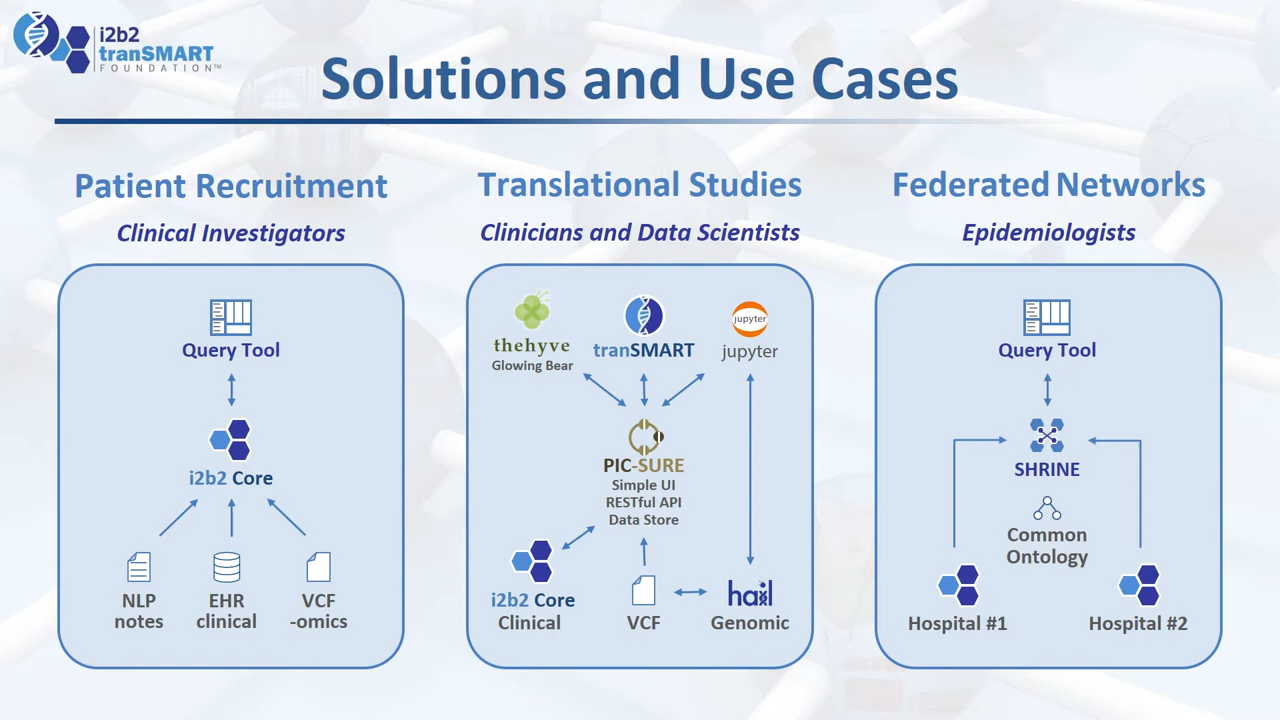 i2b2
tranSMART
FOUNDATION™
Solutions and Use Cases
Patient Recruitment
Clinical Investigators
Query Tool
i2b2 Core
NLP
notes
EHR
clinical
VCF
-omics
Translational Studies
Clinicians and Data Scientists
thehyve
Glowing Bear
tranSMART
jupyter
jupyter
PIC-SURE
Simple UI
RESTful API
Data Store
i2b2 Core
Clinical
VCF
hail
Genomic
Federated Networks
Epidemiologists
Query Tool
SHRINE
Common
Ontology
Hospital #1
Hospital #2